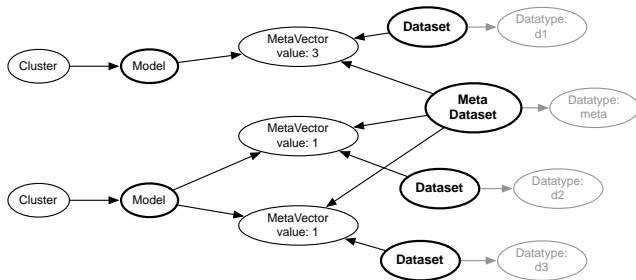 Dataset
Datatype:
d1
MetaVector
value: 3
Cluster
Model
Meta
Dataset
Datatype:
meta
MetaVector
value: 1
Dataset
Datatype:
d2
Cluster
Model
MetaVector
value: 1
Dataset
Datatype:
d3